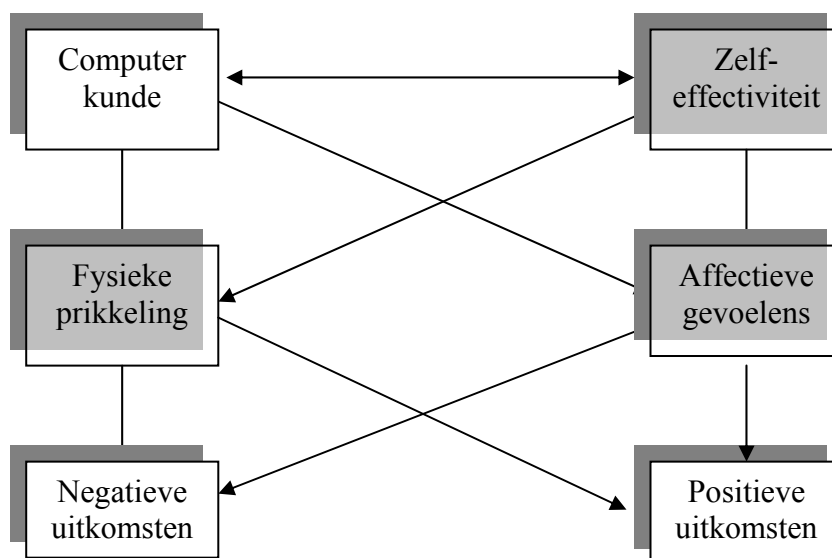 Computer
kunde
Zelf-
effectiviteit
Fysieke
prikkeling
Affectieve
gevoelens
Negatieve
uitkomsten
Positieve
uitkomsten